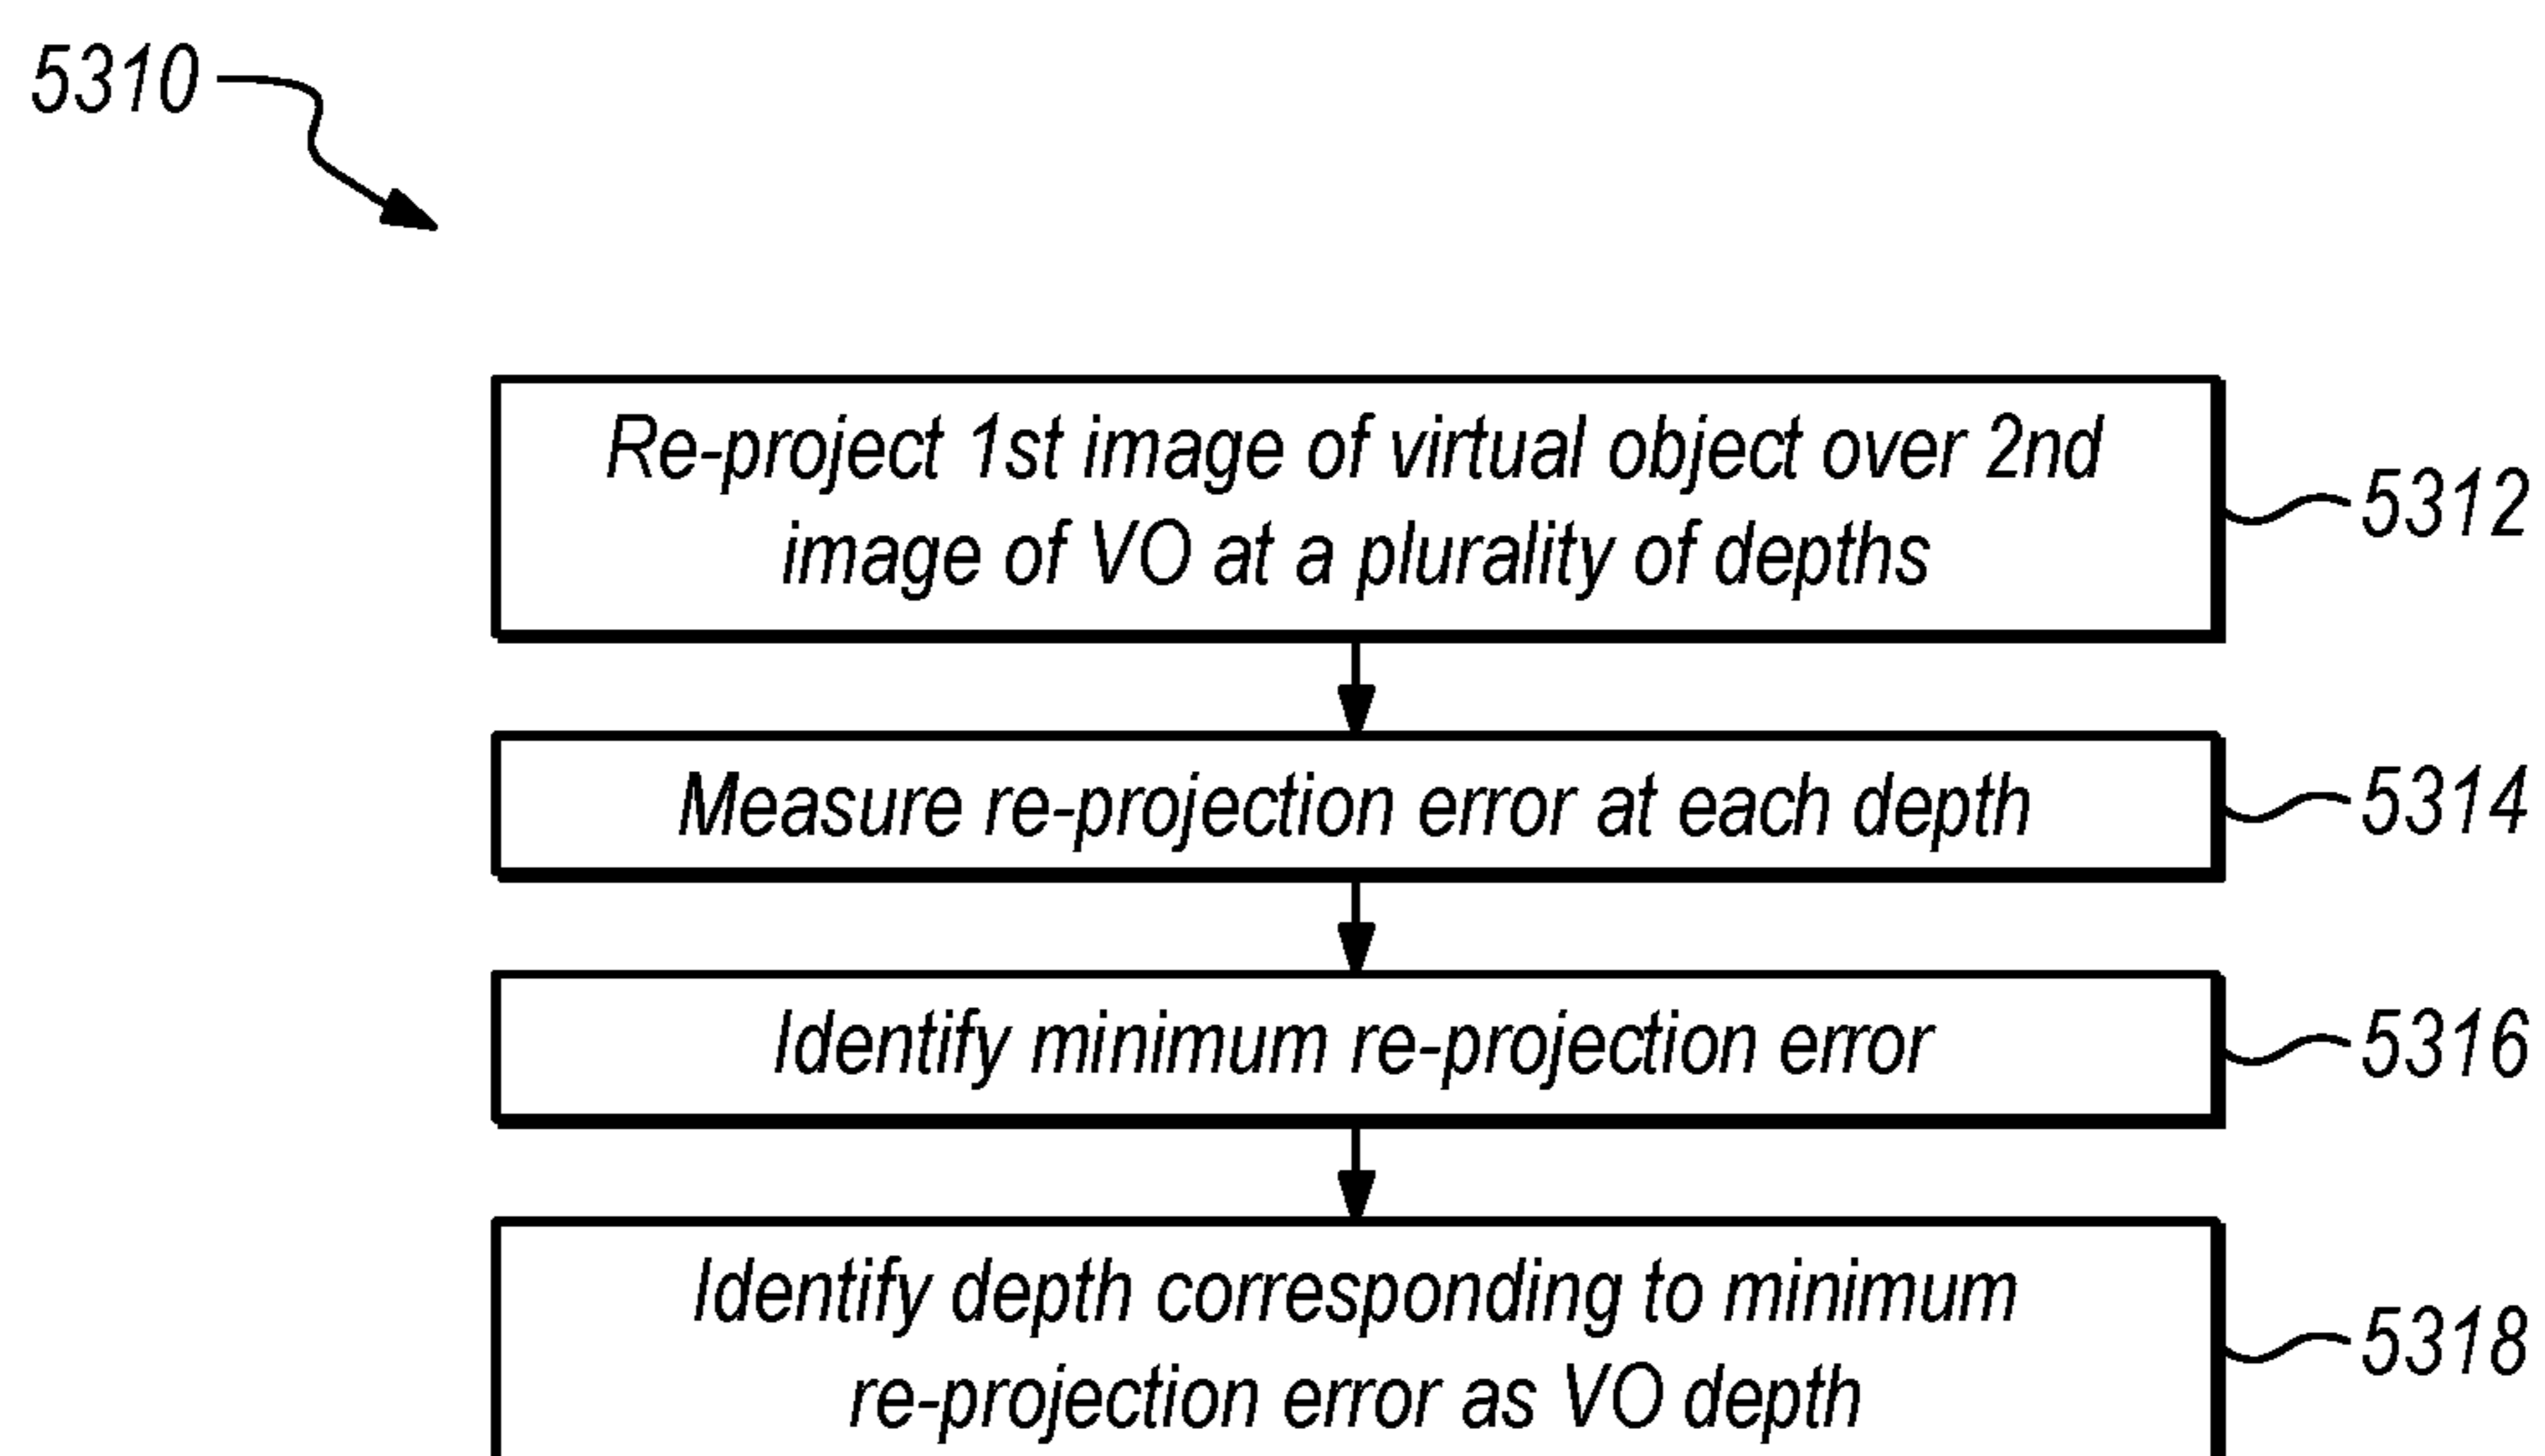 5310
Re-project 1st image of virtual object over 2nd
image of VO at a plurality of depths
5312
Measure re-projection error at each depth
5314
Identify minimum re-projection error
5316
Identify depth corresponding to minimum
re-projection error as VO depth
5318